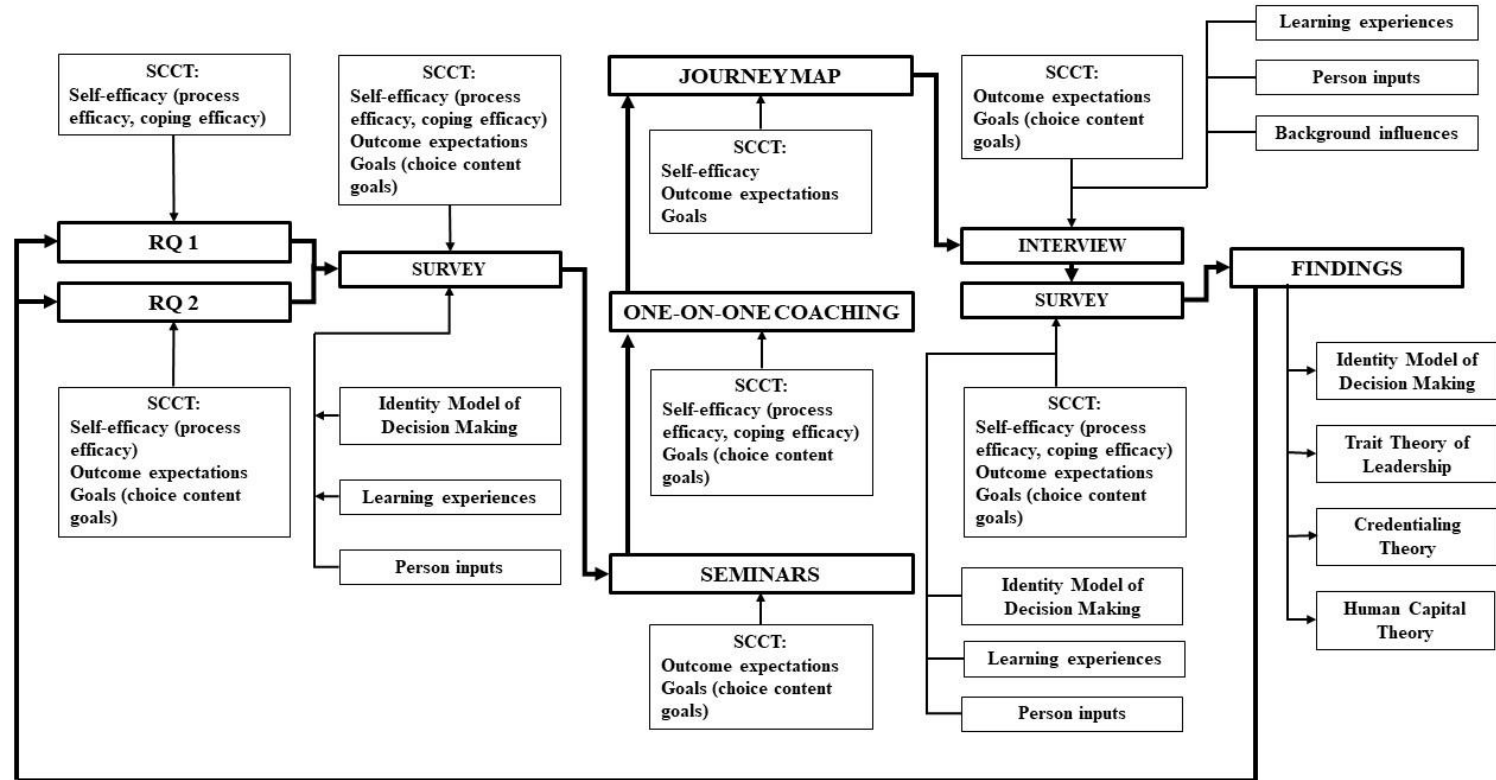 SCCT:
Self-efficacy (process
efficacy, coping efficacy)
RQ 1
RQ 2
SCCT:
Self-efficacy (process
efficacy)
Outcome expectations
Goals (choice content
goals)
SCCT:
Self-efficacy (process
efficacy, coping efficacy)
Outcome expectations
Goals (choice content
goals)
SURVEY
Identity Model of
Decision Making
Learning experiences
Person inputs
JOURNEY MAP
SCCT:
Self-efficacy
Outcome expectations
Goals
ONE-ON-ONE COACHING
SCCT:
Self-efficacy (process
efficacy, coping efficacy)
Goals (choice content
goals)
SEMINARS
SCCT:
Outcome expectations
Goals (choice content
goals)
SCCT:
Outcome expectations
Goals (choice content
goals)
Learning experiences
Person inputs
Background influences
INTERVIEW
SURVEY
SCCT:
Self-efficacy (process
efficacy, coping efficacy)
Outcome expectations
Goals (choice content
goals)
Identity Model of
Decision Making
Learning experiences
Person inputs
FINDINGS
Identity Model of
Decision Making
Trait Theory of
Leadership
Credentialing
Theory
Human Capital
Theory